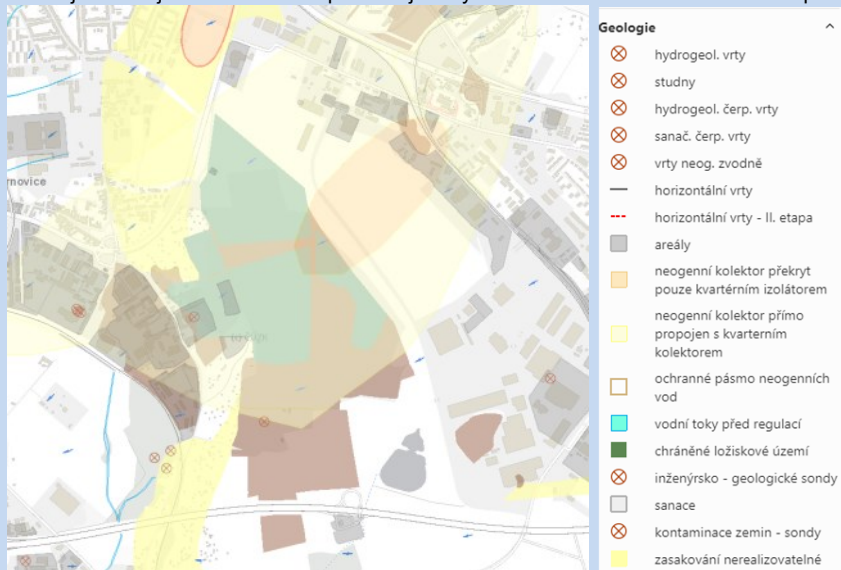 Geologie
hydrogeol. vrty
studny
hydrogeol. čerp. vrty
sanač. čerp. vrty
vrty neog. zvodně
horizontální vrty
horizontální vrty - II. etapa
areály
neogenní kolektor překryt
pouze kvartérním izolátorem
neogenní kolektor přímo
propojen s kvarterním
kolektorem
ochranné pásmo neogenních
vod
vodní toky před regulací
chráněné ložiskové území
inženýrsko - geologické sondy
sanace
kontaminace zemin - sondy
zasakování nerealizovatelné
rnovice